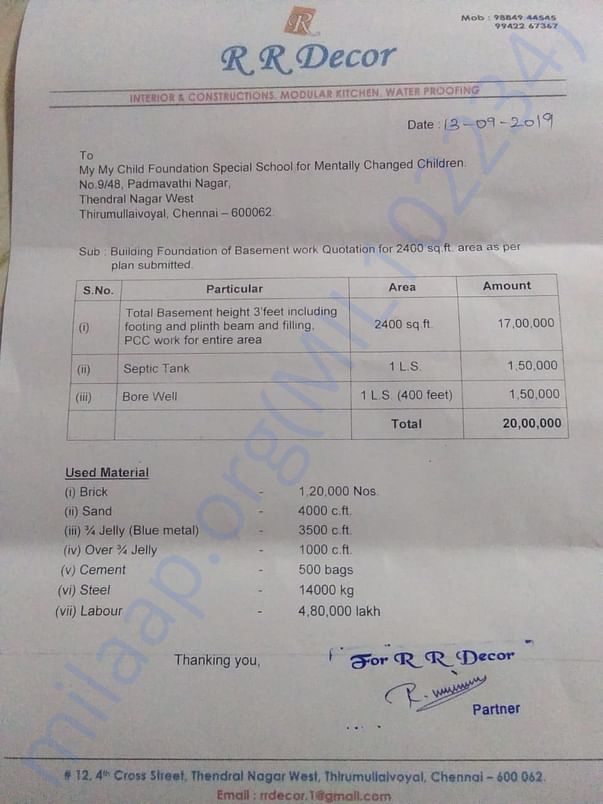 Mob : 98849 44545
99422 67367
R
R R Decor
INTERIOR & CONSTRUCTIONS, MODULAR KITCHEN, WATER PROOFING
Date : 13-09-2019
To
My My Child Foundation Special School for Mentally Changed Children.
No.9/48, Padmavathi Nagar,
Thendral Nagar West
Thirumullaivoyal, Chennai – 600062.
Sub : Building Foundation of Basement work Quotation for 2400 sq.ft. area as per
plan submitted.
S.No. Particular Area Amount
(i) Total Basement height 3'feet including
footing and plinth beam and filling, 2400 sq.ft. 17,00,000
PCC work for entire area
(ii) Septic Tank 1 L.S. 1,50,000
(iii) Bore Well 1 L.S. (400 feet) 1,50,000
Total 20,00,000
Used Material
(i) Brick - 1,20,000 Nos.
(ii) Sand - 4000 c.ft.
(iii) ¾ Jelly (Blue metal) - 3500 c.ft.
(iv) Over ¾ Jelly - 1000 c.ft.
(v) Cement - 500 bags
(vi) Steel - 14000 kg
(vii) Labour - 4,80,000 lakh
Thanking you,
For R R Decor
Partner
# 12, 4th Cross Street, Thendral Nagar West, Thirumullaivoyal, Chennai – 600 062.
Email : rrdecor.1@gmail.com
milaap.org(MIL1022234)